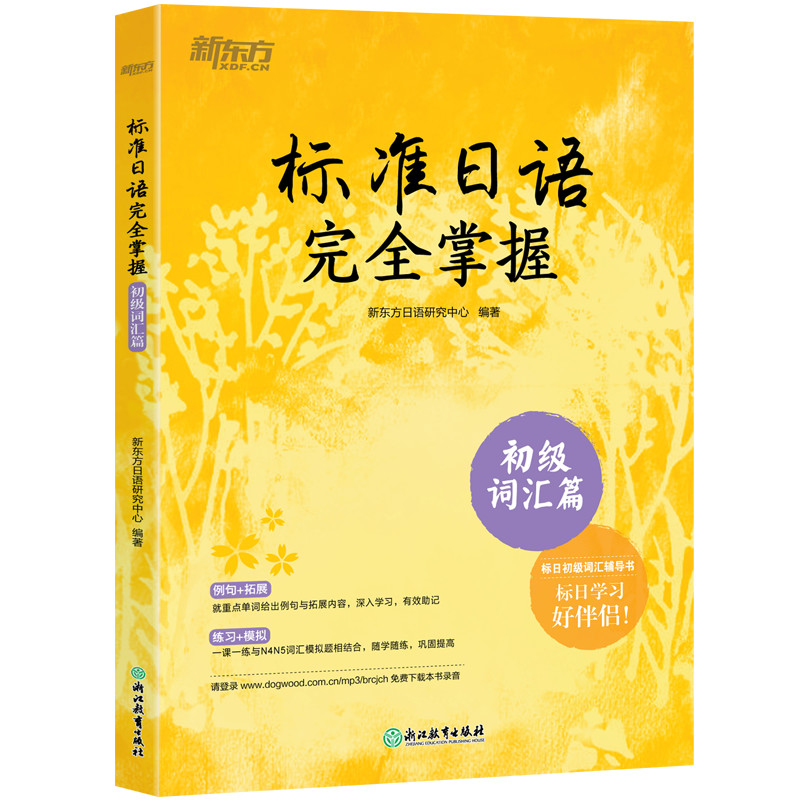 新东方
XDF.CN
标准日语
完全掌握
新东方日语研究中心 编著
初级
词汇篇
标日初级词汇辅导书
标日学习
好伴侣!
例句+拓展
就重点单词给出例句与拓展内容,深入学习,有效助记
练习+模拟
一课一练与N4N5词汇模拟题相结合,随学随练,巩固提高
请登录 www.dogwood.com.cn/mp3/brcjch 免费下载本书录音
浙江教育出版社
ZHEJIANG EDUCATION PUBLISHING HOUSE
新东方
标准日语完全掌握
初级词汇篇
新东方日语研究中心 编著
浙江教育出版社